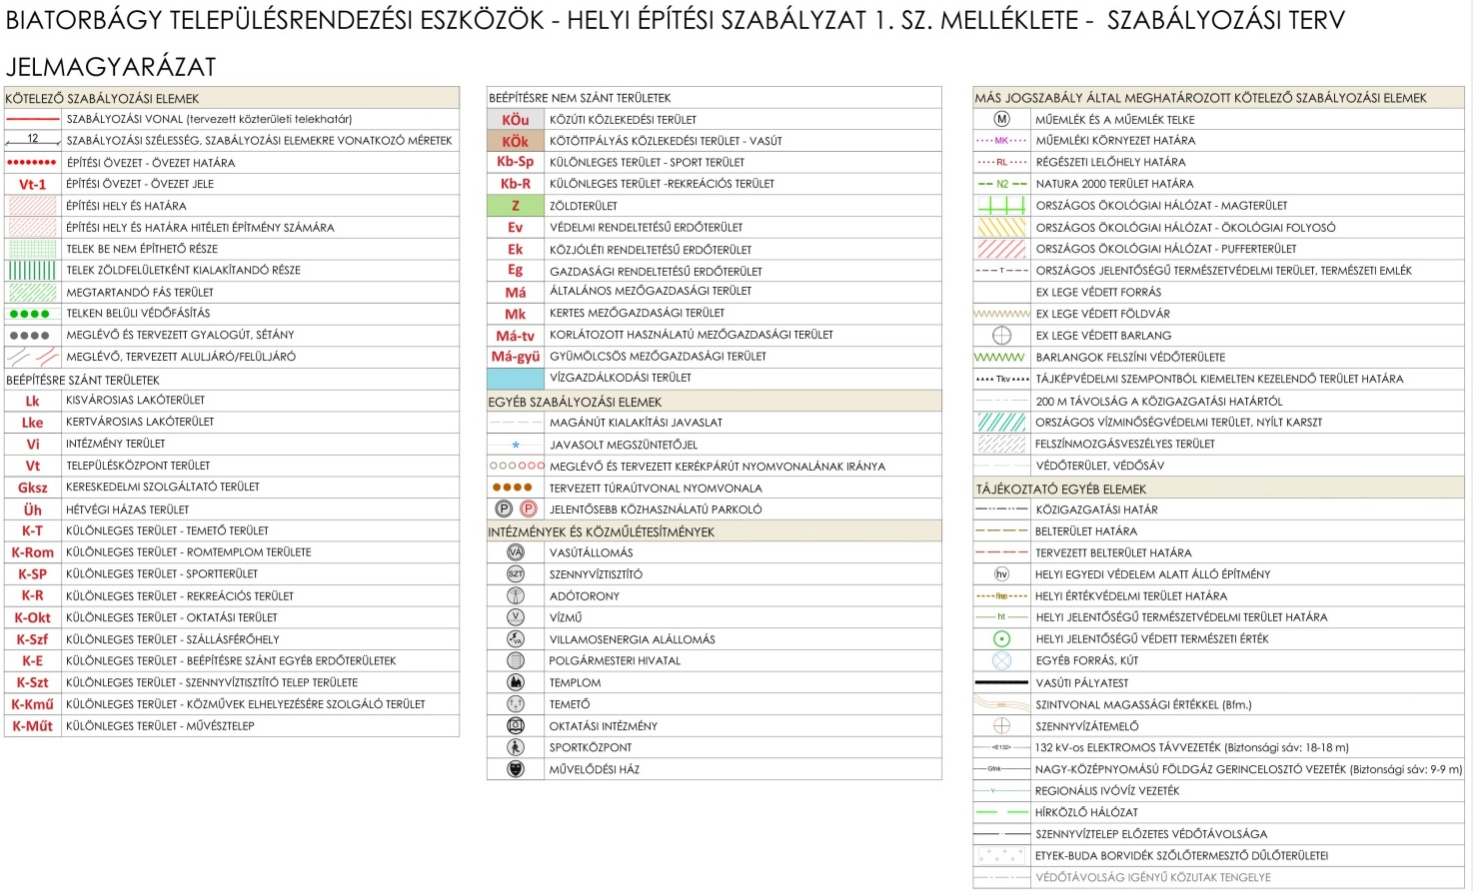 BIATORBÁGY TELEPÜLÉSRENDEZÉSI ESZKÖZÖK - HELYI ÉPÍTÉSI SZABÁLYZAT 1. SZ. MELLÉKLETE - SZABÁLYOZÁSI TERV
JELMAGYARÁZAT
KÖTELEZŐ SZABÁLYOZÁSI ELEMEK
SZABÁLYOZÁSI VONAL (tervezett közterületi telekhatár)
12 SZABÁLYOZÁSI SZÉLESSÉG, SZABÁLYOZÁSI ELEMEKRE VONATKOZÓ MÉRETEK
ÉPÍTÉSI ÖVEZET - ÖVEZET HATÁRA
Vt-1 ÉPÍTÉSI ÖVEZET - ÖVEZET JELE
ÉPÍTÉSI HELY ÉS HATÁRA
ÉPÍTÉSI HELY ÉS HATÁRA HITÉLETI ÉPÍTMÉNY SZÁMÁRA
TELEK BE NEM ÉPÍTHETŐ RÉSZE
TELEK ZÖLDFELÜLETKÉNT KIALAKÍTANDÓ RÉSZE
MEGTARTANDÓ FÁS TERÜLET
TELKEN BELÜLI VÉDŐFÁSÍTÁS
MEGLÉVŐ ÉS TERVEZETT GYALOGÚT, SÉTÁNY
MEGLÉVŐ, TERVEZETT ALULJÁRÓ/FELÜLJÁRÓ
BEÉPÍTÉSRE SZÁNT TERÜLETEK
Lk KISVÁROSIAS LAKÓTERÜLET
Lke KERTVÁROSIAS LAKÓTERÜLET
Vi INTÉZMÉNY TERÜLET
Vt TELEPÜLÉSKÖZPONT TERÜLET
Gksz KERESKEDELMI SZOLGÁLTATÓ TERÜLET
Üh HÉTVÉGI HÁZAS TERÜLET
K-T KÜLÖNLEGES TERÜLET - TEMETŐ TERÜLET
K-Rom KÜLÖNLEGES TERÜLET - ROMTEMPLOM TERÜLETE
K-SP KÜLÖNLEGES TERÜLET - SPORTTERÜLET
K-R KÜLÖNLEGES TERÜLET - REKREÁCIÓS TERÜLET
K-Okt KÜLÖNLEGES TERÜLET - OKTATÁSI TERÜLET
K-Szf KÜLÖNLEGES TERÜLET - SZÁLLÁSFÉRŐHELY
K-E KÜLÖNLEGES TERÜLET - BEÉPÍTÉSRE SZÁNT EGYÉB ERDŐTERÜLETEK
K-Szt KÜLÖNLEGES TERÜLET - SZENNYVÍZTISZTÍTÓ TELEP TERÜLETE
K-Kmű KÜLÖNLEGES TERÜLET - KÖZMŰVEK ELHELYEZÉSÉRE SZOLGÁLÓ TERÜLET
K-Műt KÜLÖNLEGES TERÜLET - MŰVÉSZTELEP
BEÉPÍTÉSRE NEM SZÁNT TERÜLETEK
KÖu KÖZÚTI KÖZLEKEDÉSI TERÜLET
KÖk KÖTÖTTPÁLYÁS KÖZLEKEDÉSI TERÜLET - VASÚT
Kb-Sp KÜLÖNLEGES TERÜLET - SPORT TERÜLET
Kb-R KÜLÖNLEGES TERÜLET -REKREÁCIÓS TERÜLET
Z ZÖLDTERÜLET
Ev VÉDELMI RENDELTETÉSŰ ERDŐTERÜLET
Ek KÖZJÓLÉTI RENDELTETÉSŰ ERDŐTERÜLET
Eg GAZDASÁGI RENDELTETÉSŰ ERDŐTERÜLET
Má ÁLTALÁNOS MEZŐGAZDASÁGI TERÜLET
Mk KERTES MEZŐGAZDASÁGI TERÜLET
Má-tv KORLÁTOZOTT HASZNÁLATÚ MEZŐGAZDASÁGI TERÜLET
Má-gyü GYÜMÖLCSÖS MEZŐGAZDASÁGI TERÜLET
VÍZGAZDÁLKODÁSI TERÜLET
EGYÉB SZABÁLYOZÁSI ELEMEK
MAGÁNÚT KIALAKÍTÁSI JAVASLAT
* JAVASOLT MEGSZÜNTETŐJEL
MEGLÉVŐ ÉS TERVEZETT KERÉKPÁRÚT NYOMVONALÁNAK IRÁNYA
TERVEZETT TÚRAÚTVONAL NYOMVONALA
P P JELENTŐSEBB KÖZHASZNÁLATÚ PARKOLÓ
INTÉZMÉNYEK ÉS KÖZMŰLÉTESÍTMÉNYEK
VÁ VASÚTÁLLOMÁS
SZT SZENNYVÍZTISZTÍTÓ
ADÓTORONY
V VÍZMŰ
VILLAMOSENERGIA ALÁLLOMÁS
POLGÁRMESTERI HIVATAL
TEMPLOM
TEMETŐ
OKTATÁSI INTÉZMÉNY
SPORTKÖZPONT
MŰVELŐDÉSI HÁZ
MÁS JOGSZABÁLY ÁLTAL MEGHATÁROZOTT KÖTELEZŐ SZABÁLYOZÁSI ELEMEK
M MŰEMLÉK ÉS A MŰEMLÉK TELKE
MK MŰEMLÉKI KÖRNYEZET HATÁRA
RL RÉGÉSZETI LELŐHELY HATÁRA
N2 NATURA 2000 TERÜLET HATÁRA
ORSZÁGOS ÖKOLÓGIAI HÁLÓZAT - MAGTERÜLET
ORSZÁGOS ÖKOLÓGIAI HÁLÓZAT - ÖKOLÓGIAI FOLYOSÓ
ORSZÁGOS ÖKOLÓGIAI HÁLÓZAT - PUFFERTERÜLET
T ORSZÁGOS JELENTŐSÉGŰ TERMÉSZETVÉDELMI TERÜLET, TERMÉSZETI EMLÉK
EX LEGE VÉDETT FORRÁS
EX LEGE VÉDETT FÖLDVÁR
EX LEGE VÉDETT BARLANG
BARLANGOK FELSZÍNI VÉDŐTERÜLETE
Tkv TÁJKÉPVÉDELMI SZEMPONTBÓL KIEMELTEN KEZELENDŐ TERÜLET HATÁRA
200 M TÁVOLSÁG A KÖZIGAZGATÁSI HATÁRTÓL
ORSZÁGOS VÍZMINŐSÉGVÉDELMI TERÜLET, NYÍLT KARSZT
FELSZÍNMOZGÁSVESZÉLYES TERÜLET
VÉDŐTERÜLET, VÉDŐSÁV
TÁJÉKOZTATÓ EGYÉB ELEMEK
KÖZIGAZGATÁSI HATÁR
BELTERÜLET HATÁRA
TERVEZETT BELTERÜLET HATÁRA
hv HELYI EGYEDI VÉDELEM ALATT ÁLLÓ ÉPÍTMÉNY
HELYI ÉRTÉKVÉDELMI TERÜLET HATÁRA
ht HELYI JELENTŐSÉGŰ TERMÉSZETVÉDELMI TERÜLET HATÁRA
HELYI JELENTŐSÉGŰ VÉDETT TERMÉSZETI ÉRTÉK
EGYÉB FORRÁS, KÚT
VASÚTI PÁLYATEST
SZINTVONAL MAGASSÁGI ÉRTÉKKEL (Bfm.)
SZENNYVÍZÁTEMELŐ
<E132> 132 kV-os ELEKTROMOS TÁVVEZETÉK (Biztonsági sáv: 18-18 m)
Gfnk NAGY-KÖZÉPNYOMÁSÚ FÖLDGÁZ GERINCELOSZTÓ VEZETÉK (Biztonsági sáv: 9-9 m)
V REGIONÁLIS IVÓVÍZ VEZETÉK
HÍRKÖZLŐ HÁLÓZAT
SZENNYVÍZTELEP ELŐZETES VÉDŐTÁVOLSÁGA
ETYEK-BUDA BORVIDÉK SZŐLŐTERMESZTŐ DŰLŐTERÜLETEI
VÉDŐTÁVOLSÁG IGÉNYŰ KÖZUTAK TENGELYE